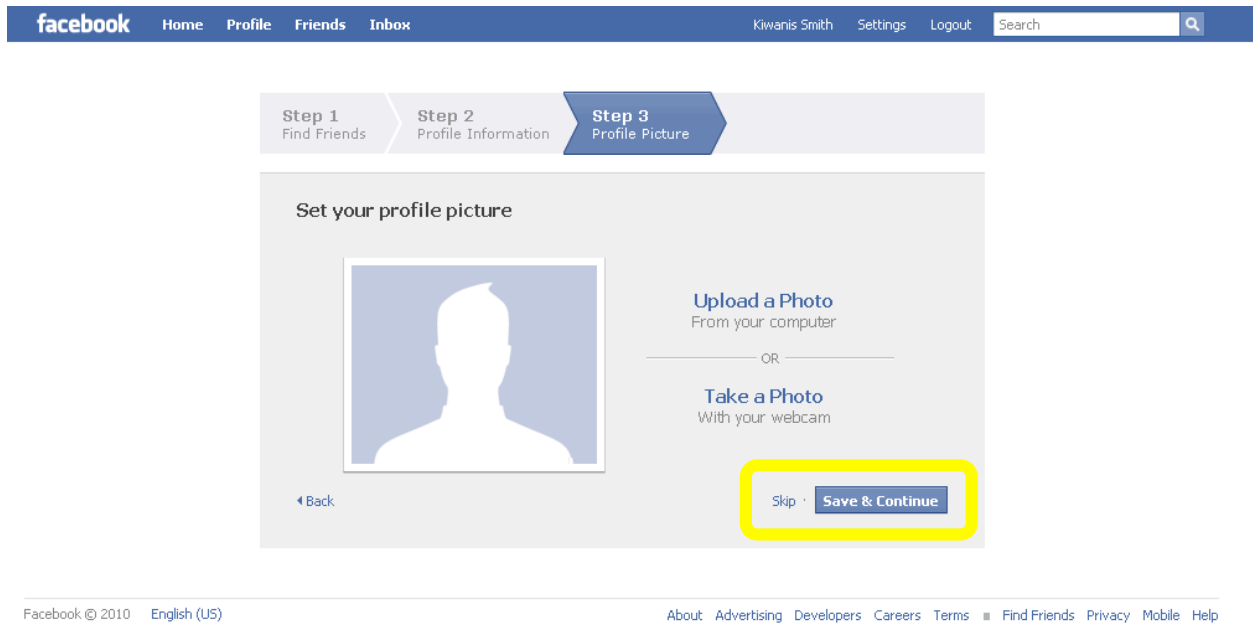 facebook Home Profile Friends Inbox Kiwanis Smith Settings Logout Search
Step 1 Step 2 Step 3
Find Friends Profile Information Profile Picture
Set your profile picture
Upload a Photo
From your computer
OR
Take a Photo
With your webcam
Back Skip · Save & Continue
Facebook © 2010 English (US) About Advertising Developers Careers Terms ■ Find Friends Privacy Mobile Help